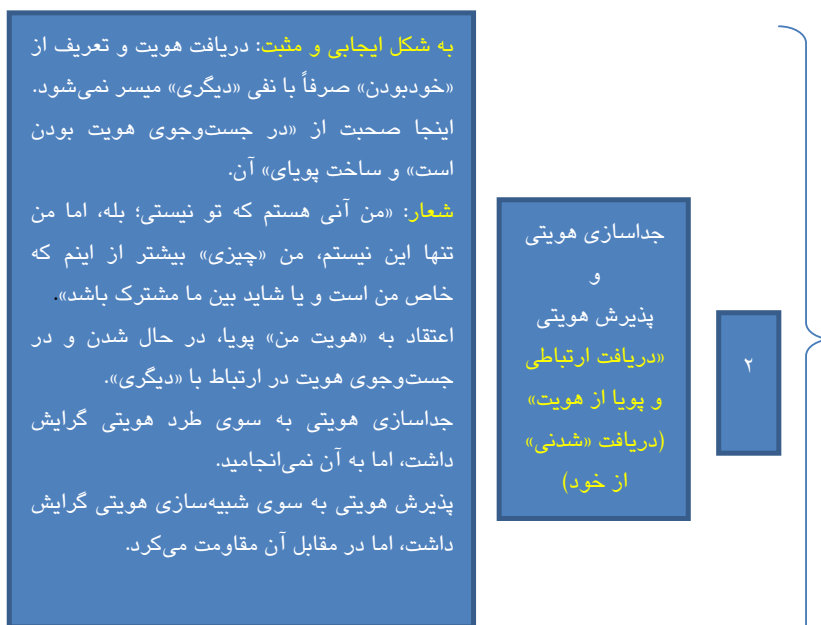 ۲
جداسازی هویتی
و
پذیرش هویتی
«دریافت ارتباطی
و پویا از هویت»
(دریافت «شدنی»
از خود)
به شکل ایجابی و مثبت: دریافت هویت و تعریف از
«خودبودن» صرفاً با نفی «دیگری» میسر نمی‌شود.
اینجا صحبت از «در جست‌وجوی هویت بودن
است» و ساخت پویای» آن.
شعار: «من آنی هستم که تو نیستی؛ بله، اما من
تنها این نیستم، من «چیزی» بیشتر از اینم که
خاص من است و یا شاید بین ما مشترک باشد».
اعتقاد به «هویت من» پویا، در حال شدن و در
جست‌وجوی هویت در ارتباط با «دیگری».
جداسازی هویتی به سوی طرد هویتی گرایش
داشت، اما به آن نمی‌انجامید.
پذیرش هویتی به سوی شبیه‌سازی هویتی گرایش
داشت، اما در مقابل آن مقاومت می‌کرد.